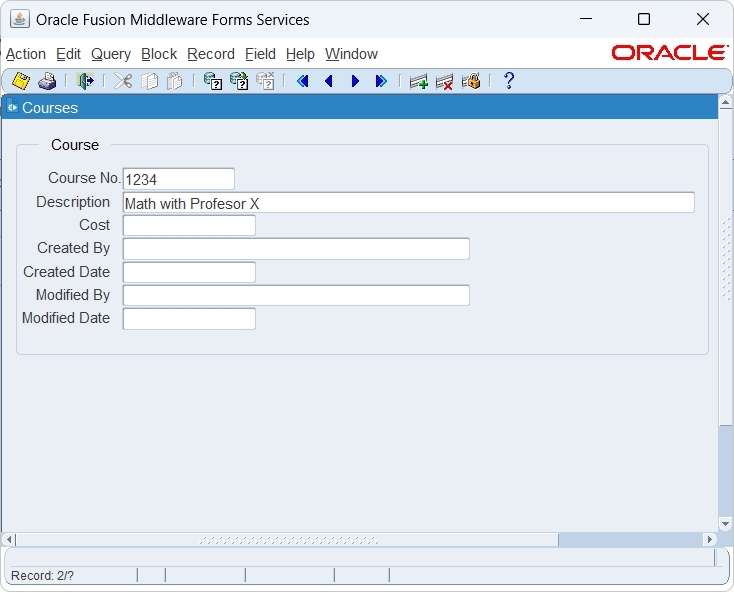 Oracle Fusion Middleware Forms Services
Action Edit Query Block Record Field Help Window
ORACLE
Courses
Course
Course No. 1234
Description Math with Profesor X
Cost
Created By
Created Date
Modified By
Modified Date
Record: 2/?